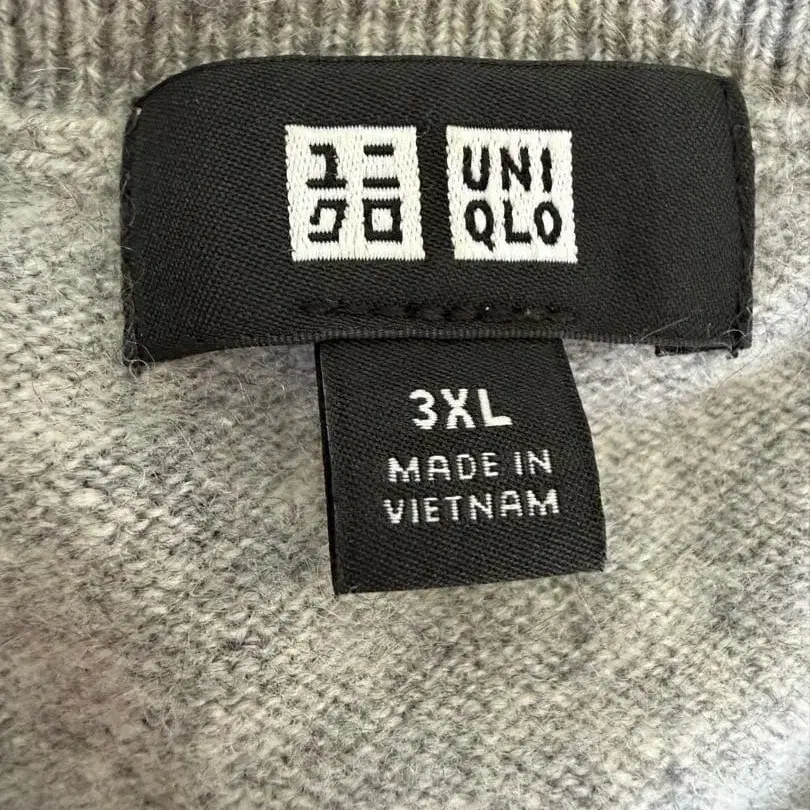 ユニ
クロ
UNI
QLO
3XL
MADE IN
VIETNAM